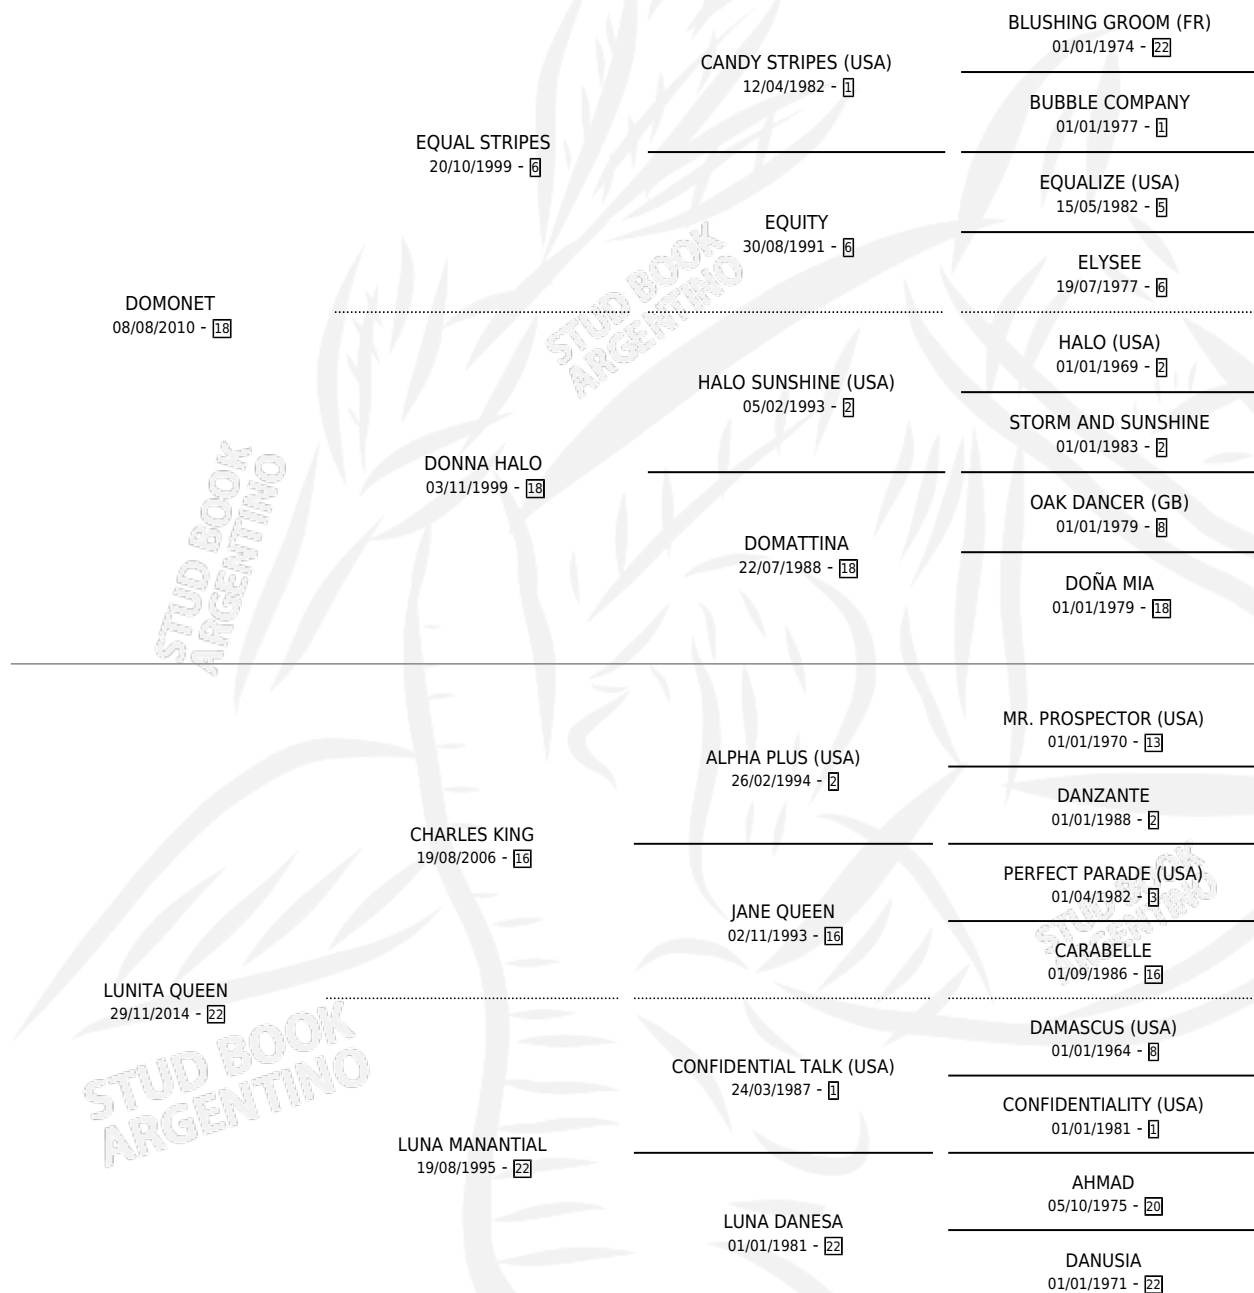 BLUSHING GROOM (FR)
01/01/1974 - 22
CANDY STRIPES (USA)
12/04/1982 - 1
BUBBLE COMPANY
01/01/1977 - 1
EQUAL STRIPES
20/10/1999 - 6
EQUALIZE (USA)
15/05/1982 - 5
EQUITY
30/08/1991 - 6
ELYSEE
19/07/1977 - 6
DOMONET
08/08/2010 - 18
HALO (USA)
01/01/1969 - 2
HALO SUNSHINE (USA)
05/02/1993 - 2
STORM AND SUNSHINE
01/01/1983 - 2
DONNA HALO
03/11/1999 - 18
OAK DANCER (GB)
01/01/1979 - 8
DOMATTINA
22/07/1988 - 18
DOÑA MIA
01/01/1979 - 18
MR. PROSPECTOR (USA)
01/01/1970 - 13
ALPHA PLUS (USA)
26/02/1994 - 2
DANZANTE
01/01/1988 - 2
CHARLES KING
19/08/2006 - 16
PERFECT PARADE (USA)
01/04/1982 - 3
JANE QUEEN
02/11/1993 - 16
CARABELLE
01/09/1986 - 16
LUNITA QUEEN
29/11/2014 - 22
DAMASCUS (USA)
01/01/1964 - 8
CONFIDENTIAL TALK (USA)
24/03/1987 - 1
CONFIDENTIALITY (USA)
01/01/1981 - 1
LUNA MANANTIAL
19/08/1995 - 22
AHMAD
05/10/1975 - 20
LUNA DANESA
01/01/1981 - 22
DANUSIA
01/01/1971 - 22
STUD BOOK
ARGENTINO
STUD BOOK
ARGENTINO
STUD BOOK
ARGENTINO
STUD BOOK
ARGENTINO